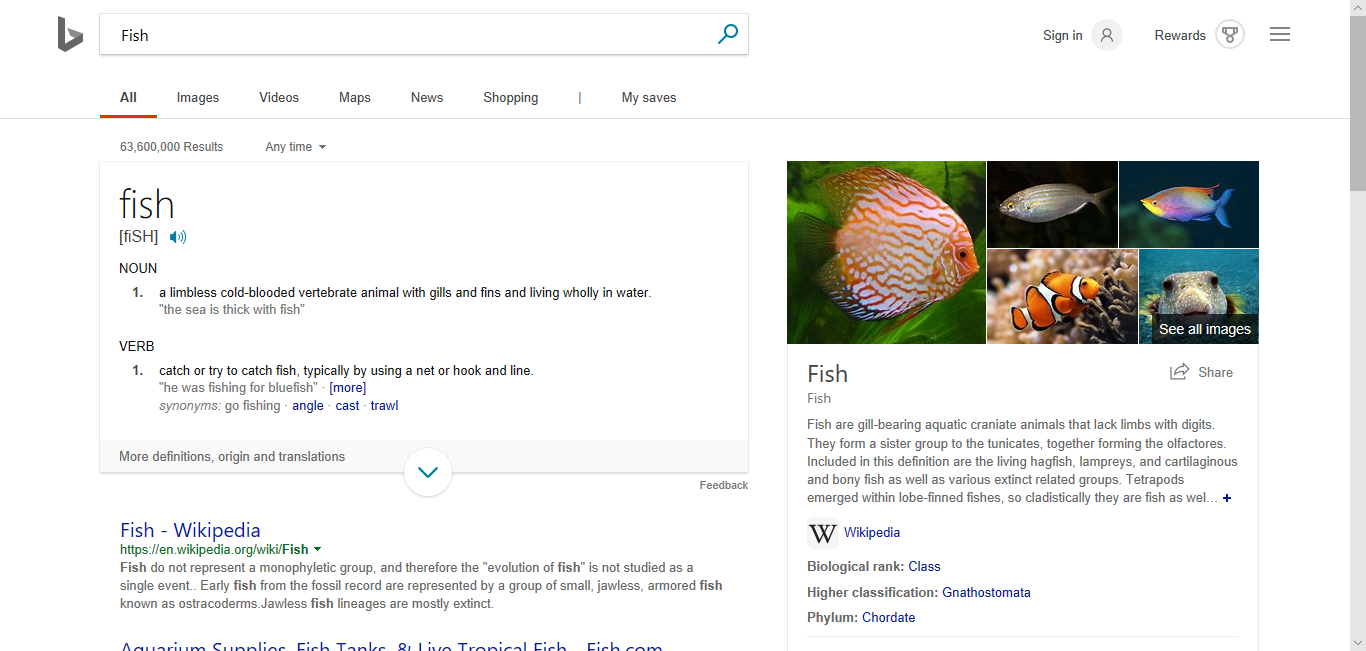 Fish
Sign in
Rewards
All Images Videos Maps News Shopping | My saves
63,600,000 Results Any time
fish
[fiSH]
NOUN
1. a limbless cold-blooded vertebrate animal with gills and fins and living wholly in water.
"the sea is thick with fish"
VERB
1. catch or try to catch fish, typically by using a net or hook and line.
"he was fishing for bluefish" · [more]
synonyms: go fishing · angle · cast · trawl
More definitions, origin and translations
Feedback
Fish - Wikipedia
https://en.wikipedia.org/wiki/Fish
Fish do not represent a monophyletic group, and therefore the "evolution of fish" is not studied as a
single event.. Early fish from the fossil record are represented by a group of small, jawless, armored fish
known as ostracoderms.Jawless fish lineages are mostly extinct.
Aquarium Supplies, Fish Tanks, & Live Tropical Fish - Fish.com
See all images
Fish
Share
Fish
Fish are gill-bearing aquatic craniate animals that lack limbs with digits.
They form a sister group to the tunicates, together forming the olfactores.
Included in this definition are the living hagfish, lampreys, and cartilaginous
and bony fish as well as various extinct related groups. Tetrapods
emerged within lobe-finned fishes, so cladistically they are fish as wel… +
W Wikipedia
Biological rank: Class
Higher classification: Gnathostomata
Phylum: Chordate